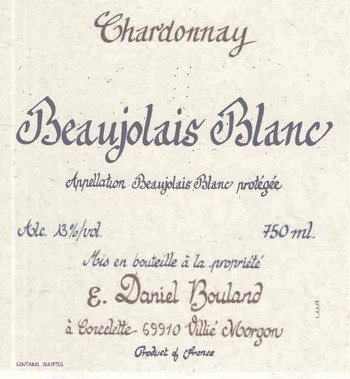 Chardonnay
Beaujolais Blanc
Appellation Beaujolais Blanc protégée
Alc. 13%/vol. 750 ml.
Mis en bouteille à la propriété
E. Daniel Bouland
à Corcelette 69910 Villié Morgon
Product of France
CONTAINS SULFITES